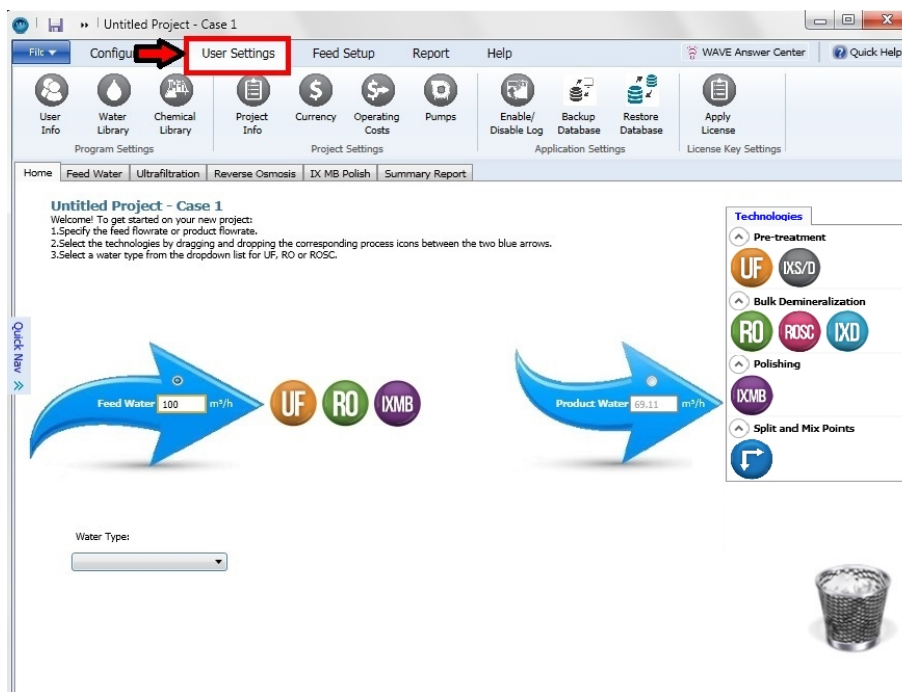 Untitled Project - Case 1
File
User Settings
Feed Setup
Report
Help
WAVE Answer Center
Quick Help
User Info
Water Library
Chemical Library
Project Info
Currency
Operating Costs
Pumps
Enable/ Disable Log
Backup Database
Restore Database
Apply License
Program Settings
Project Settings
Application Settings
License Key Settings
Home
Feed Water
Ultrafiltration
Reverse Osmosis
IX MB Polish
Summary Report
Untitled Project - Case 1
Welcome! To get started on your new project:
1.Specify the feed flowrate or product flowrate.
2.Select the technologies by dragging and dropping the corresponding process icons between the two blue arrows.
3.Select a water type from the dropdown list for UF, RO or ROSC.
Quick Nav
Feed Water 100 m³/h
UF
RO
IXMB
Product Water 69.11 m³/h
Technologies
Pre-treatment
UF
IXS/D
Bulk Demineralization
RO
ROSC
IXD
Polishing
IXMB
Split and Mix Points
Water Type: